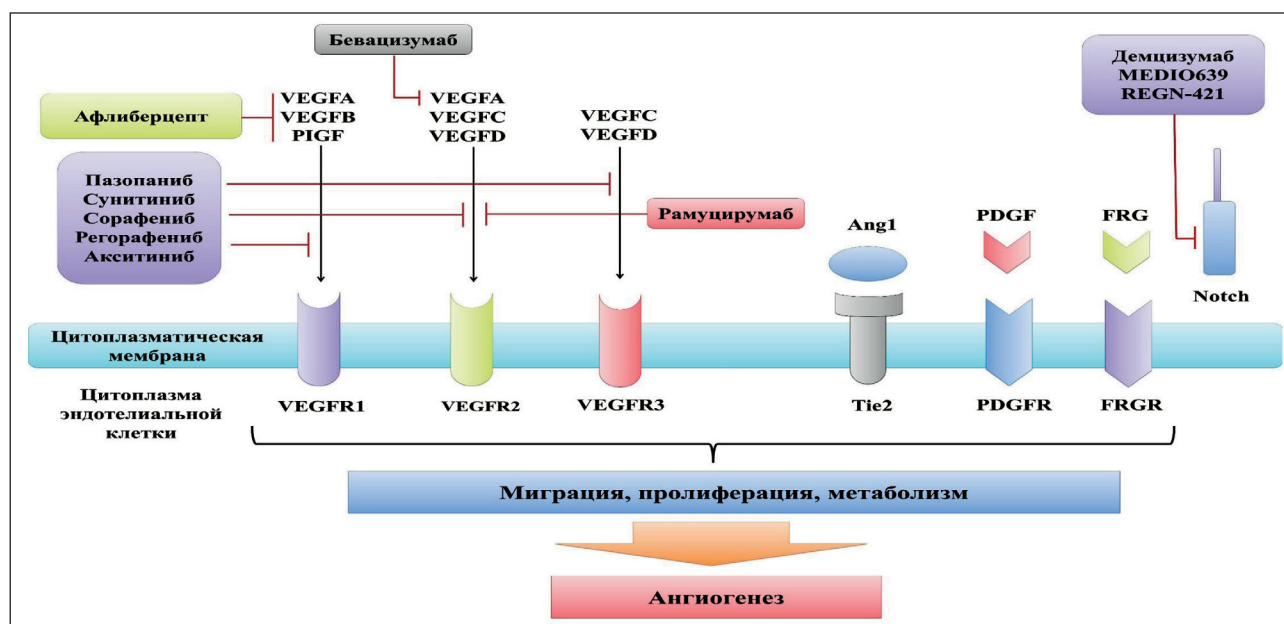 Бевацизумаб
Демцизумаб
MEDIO639
REGN-421
Афлиберцепт
VEGFA
VEGFB
PIGF
VEGFA
VEGFC
VEGFD
VEGFC
VEGFD
Пазопаниб
Сунитиниб
Сорафениб
Регорафениб
Акситиниб
Рамуцирумаб
Ang1
PDGF
FRG
Notch
Цитоплазматическая
мембрана
Цитоплазма
эндотелиальной
клетки
VEGFR1
VEGFR2
VEGFR3
Tie2
PDGFR
FRGR
Миграция, пролиферация, метаболизм
Ангиогенез